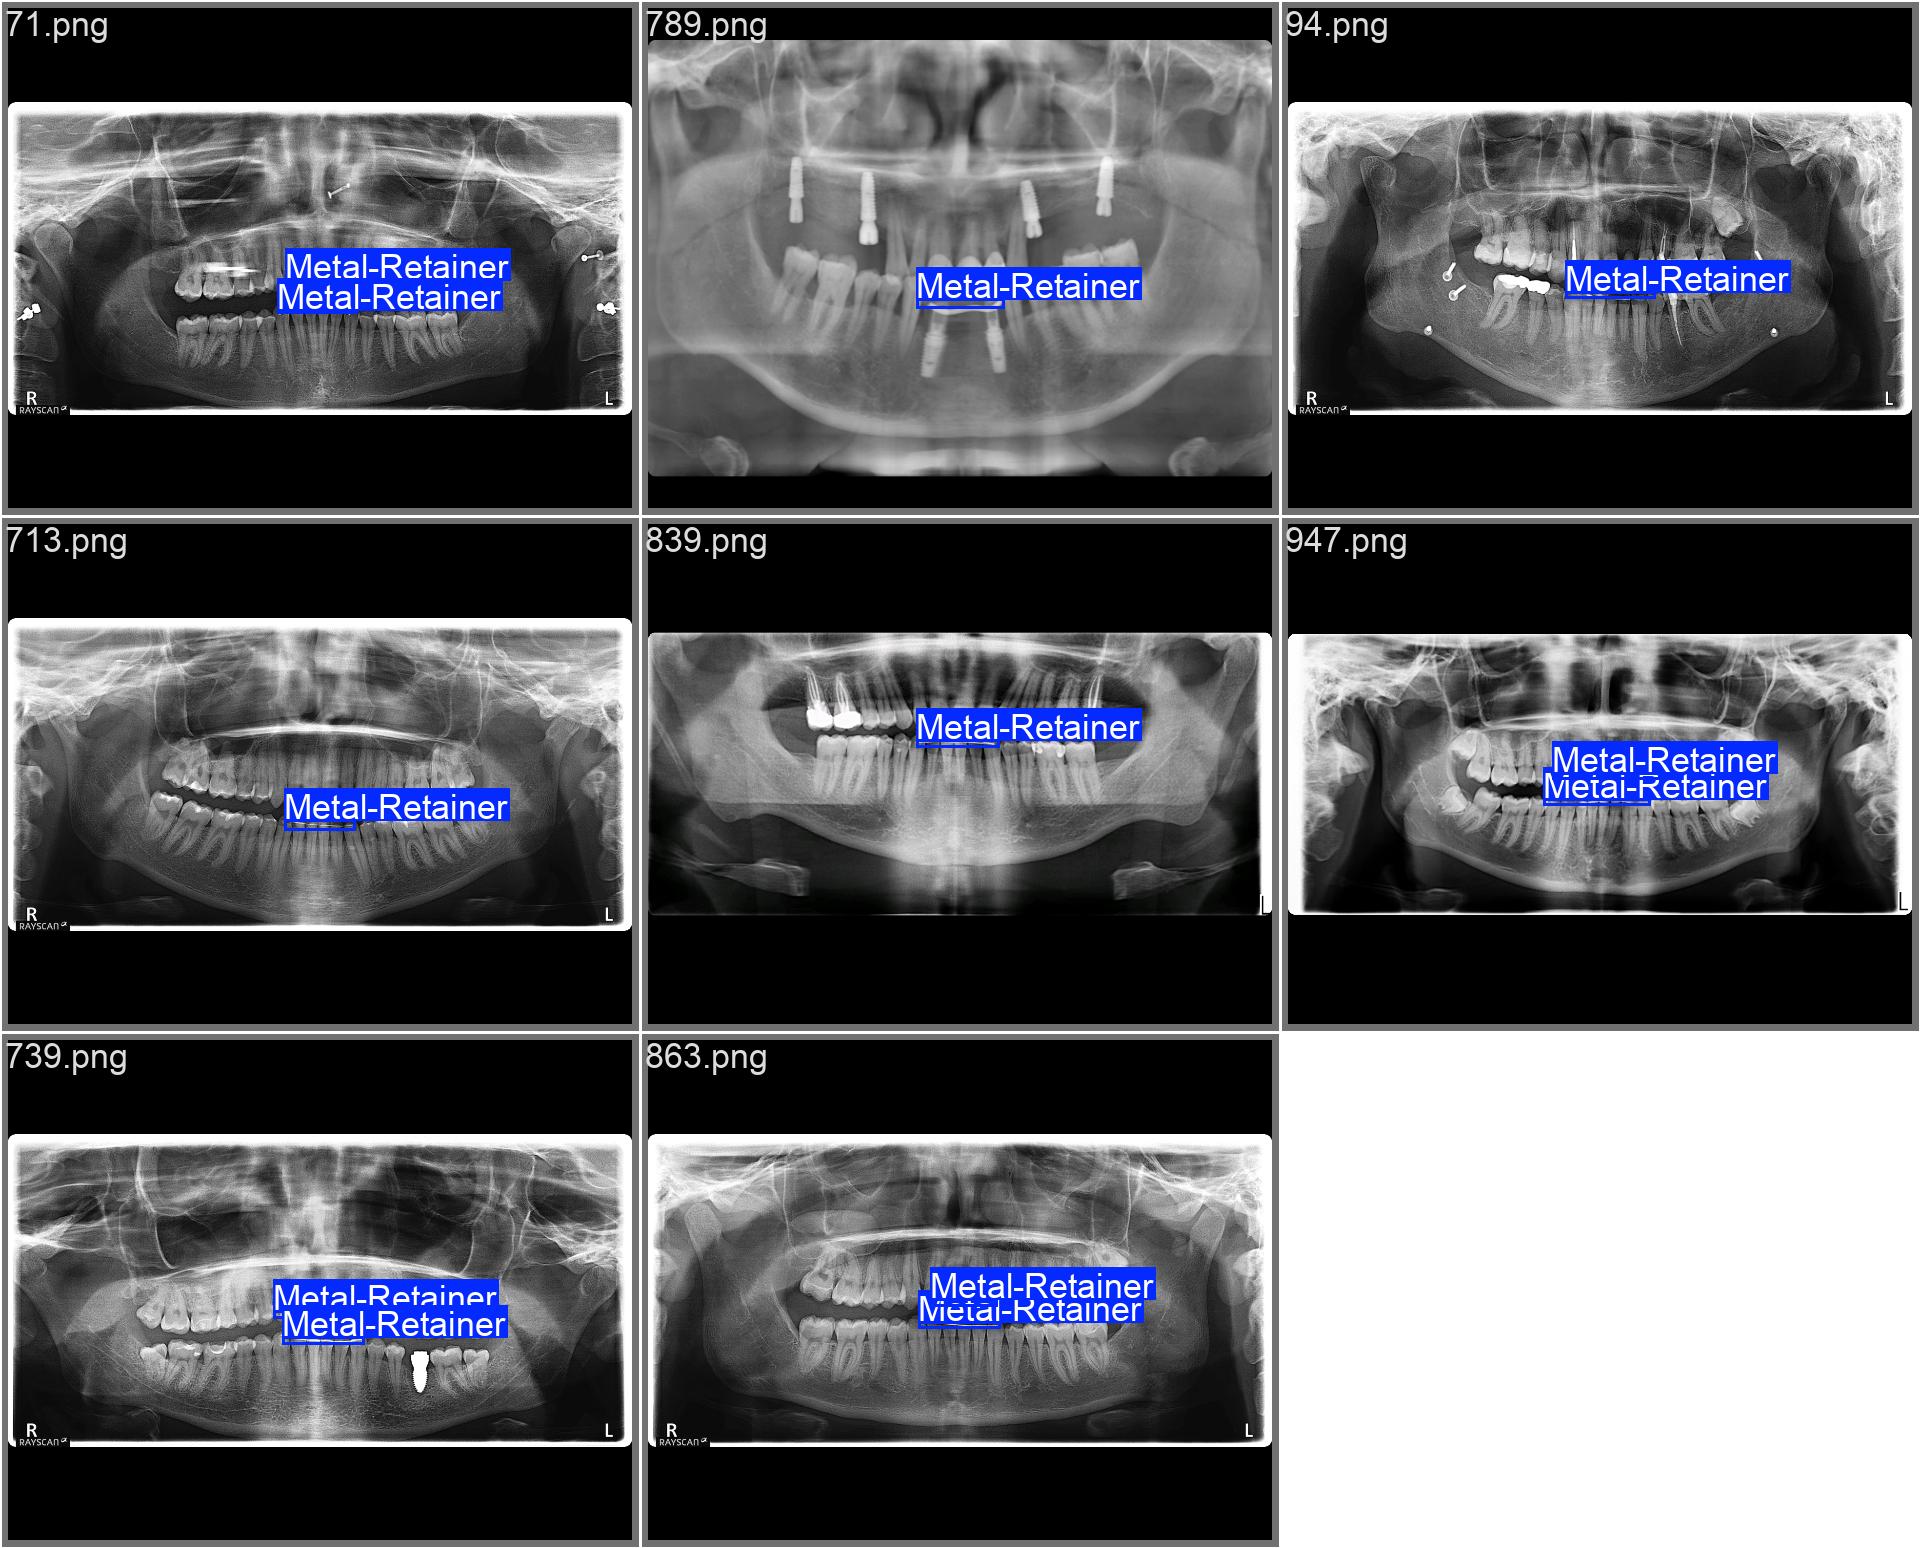 71.png
Metal-Retainer
Metal-Retainer
R
RAYSCAN α
L
789.png
Metal-Retainer
94.png
Metal-Retainer
R
RAYSCAN α
L
713.png
Metal-Retainer
R
RAYSCAN α
L
839.png
Metal-Retainer
L
947.png
Metal-Retainer
Metal-Retainer
L
739.png
Metal-Retainer
Metal-Retainer
R
RAYSCAN α
L
863.png
Metal-Retainer
Metal-Retainer
R
RAYSCAN α
L